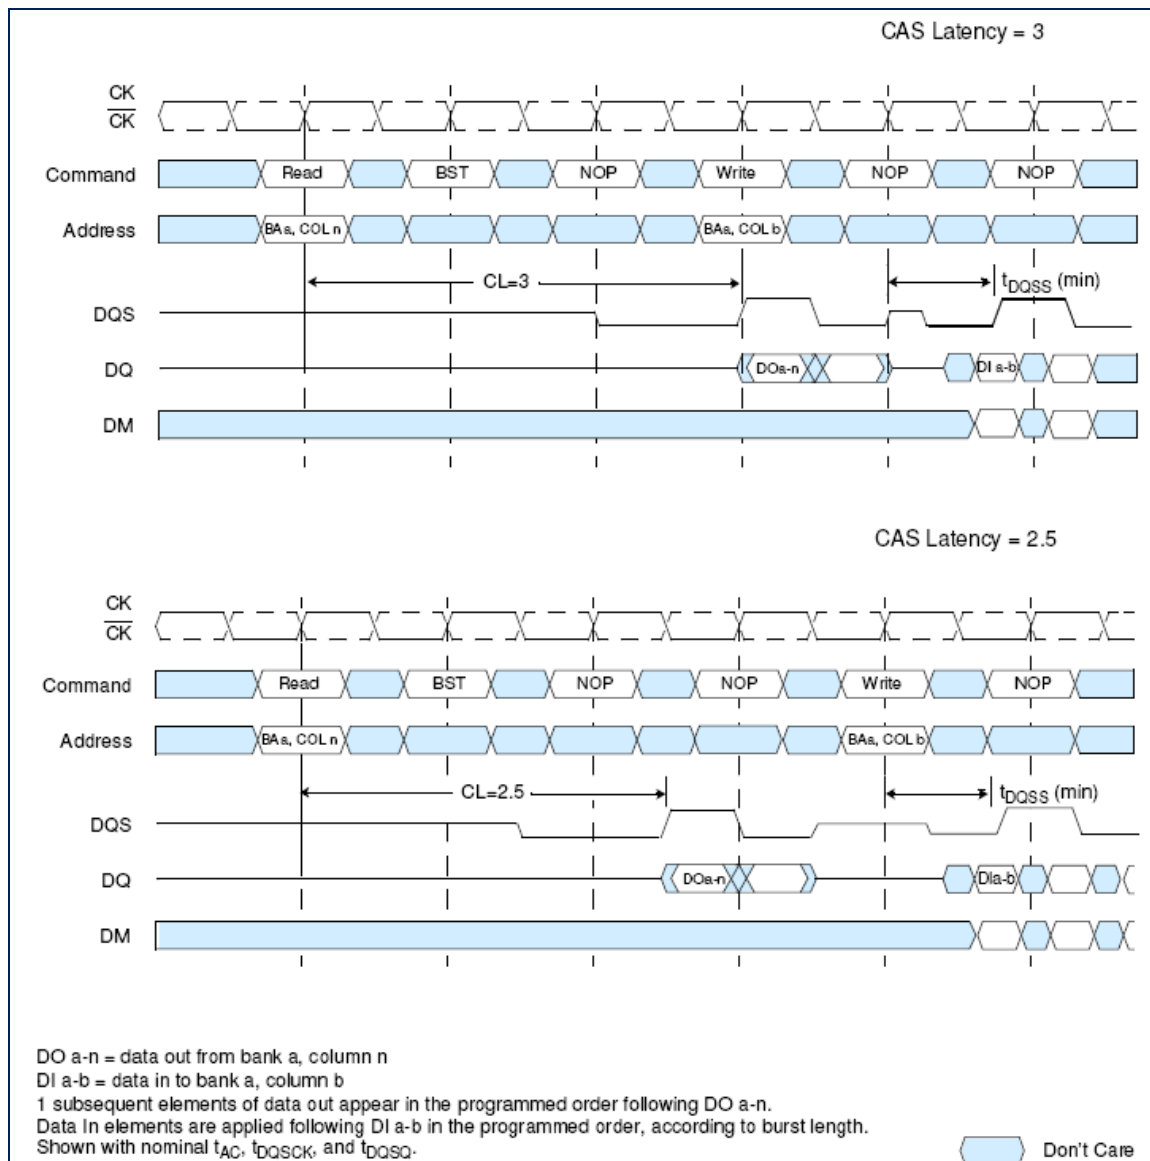 CAS Latency = 3
CK
CK
Command Read BST NOP Write NOP NOP
Address BAa, COL n BAa, COL b
CL=3 tDQSS (min)
DQS
DQ DOa-n DI a-b
DM
CAS Latency = 2.5
CK
CK
Command Read BST NOP NOP Write NOP
Address BAa, COL n BAa, COL b
CL=2.5 tDQSS (min)
DQS
DQ DOa-n DIa-b
DM
DO a-n = data out from bank a, column n
DI a-b = data in to bank a, column b
1 subsequent elements of data out appear in the programmed order following DO a-n.
Data In elements are applied following DI a-b in the programmed order, according to burst length.
Shown with nominal tAC, tDQSCK, and tDQSQ.
Don't Care